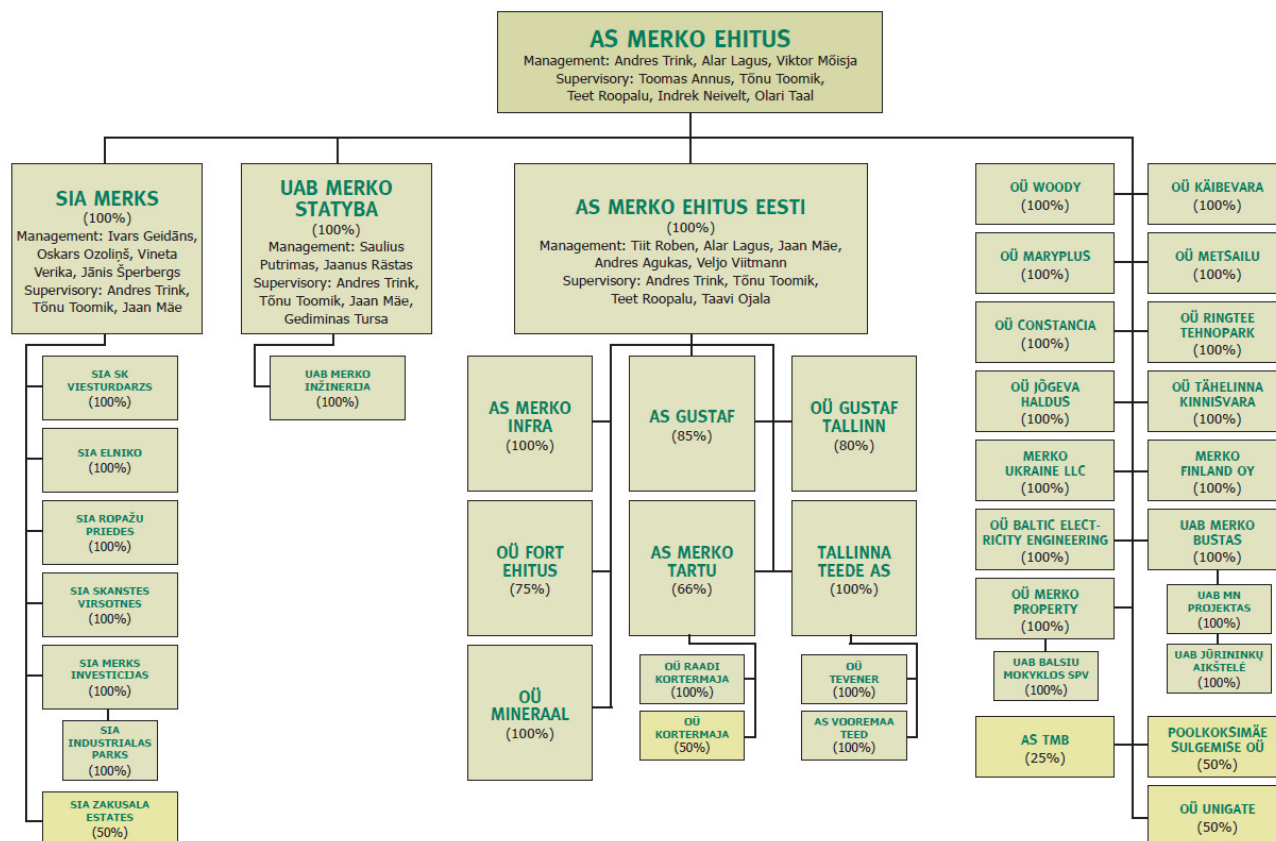 AS MERKO EHITUS
Management: Andres Trink, Alar Lagus, Viktor Mõisja
Supervisory: Toomas Annus, Tõnu Toomik,
Teet Roopalu, Indrek Neivelt, Olari Taal
SIA MERKS
(100%)
Management: Ivars Geidāns,
Oskars Ozoliņš, Vineta
Verika, Jānis Šperbergs
Supervisory: Andres Trink,
Tõnu Toomik, Jaan Mäe
UAB MERKO
STATYBA
(100%)
Management: Saulius
Putrimas, Jaanus Rästas
Supervisory: Andres Trink,
Tõnu Toomik, Jaan Mäe,
Gediminas Tursa
AS MERKO EHITUS EESTI
(100%)
Management: Tiit Roben, Alar Lagus, Jaan Mäe,
Andres Agukas, Veljo Viitmann
Supervisory: Andres Trink, Tõnu Toomik,
Teet Roopalu, Taavi Ojala
SIA SK
VIESTURDARZS
(100%)
SIA ELNIKO
(100%)
SIA ROPAŽU
PRIEDES
(100%)
SIA SKANSTES
VIRSOTNES
(100%)
SIA MERKS
INVESTICIJAS
(100%)
SIA
INDUSTRIALAS
PARKS
(100%)
SIA ZAKUSALA
ESTATES
(50%)
UAB MERKO
INŽINERIJA
(100%)
AS MERKO
INFRA
(100%)
AS GUSTAF
(85%)
OÜ GUSTAF
TALLINN
(80%)
OÜ FORT
EHITUS
(75%)
AS MERKO
TARTU
(66%)
TALLINNA
TEEDE AS
(100%)
OÜ
MINERAAL
(100%)
OÜ RAADI
KORTERMAJA
(100%)
OÜ
KORTERMAJA
(50%)
OÜ
TEVENER
(100%)
AS VOOREMAA
TEED
(100%)
OÜ WOODY
(100%)
OÜ KÄIBEVARA
(100%)
OÜ MARYPLUS
(100%)
OÜ METSAILU
(100%)
OÜ CONSTANCIA
(100%)
OÜ RINGTEE
TEHNOPARK
(100%)
OÜ JÕGEVA
HALDUS
(100%)
OÜ TÄHELINNA
KINNISVARA
(100%)
MERKO
UKRAINE LLC
(100%)
MERKO
FINLAND OY
(100%)
OÜ BALTIC ELECT-
RICITY ENGINEERING
(100%)
UAB MERKO
BUSTAS
(100%)
OÜ MERKO
PROPERTY
(100%)
UAB MN
PROJEKTAS
(100%)
UAB BALSIU
MOKYKLOS SPV
(100%)
UAB JŪRININKŲ
AIKŠTELĖ
(100%)
AS TMB
(25%)
POOLKOKSIMÄE
SULGEMISE OÜ
(50%)
OÜ UNIGATE
(50%)